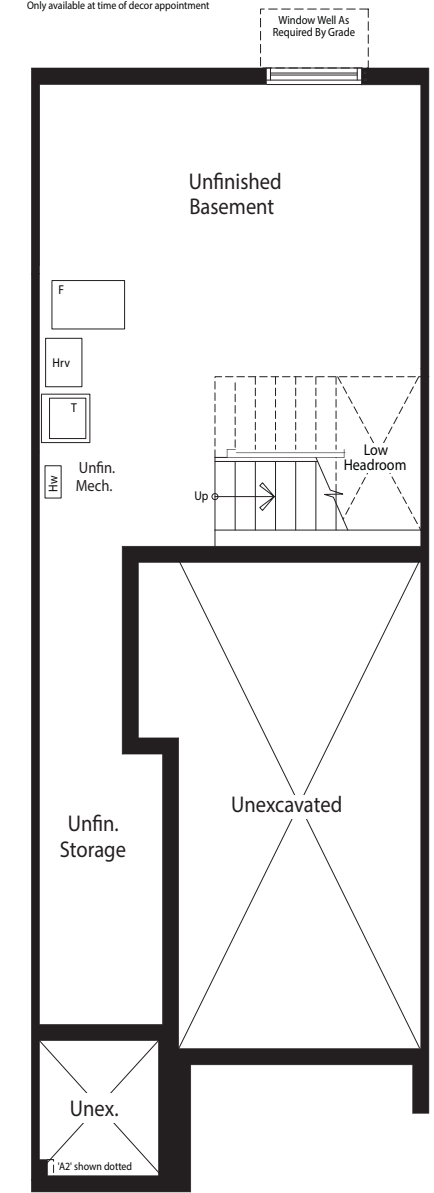 Only available at time of decor appointment
Window Well As
Required By Grade
Unfinished
Basement
F
Hrv
T
Low
Headroom
Unfin.
Mech.
Hw
Up
Unexcavated
Unfin.
Storage
Unex.
'A2' shown dotted